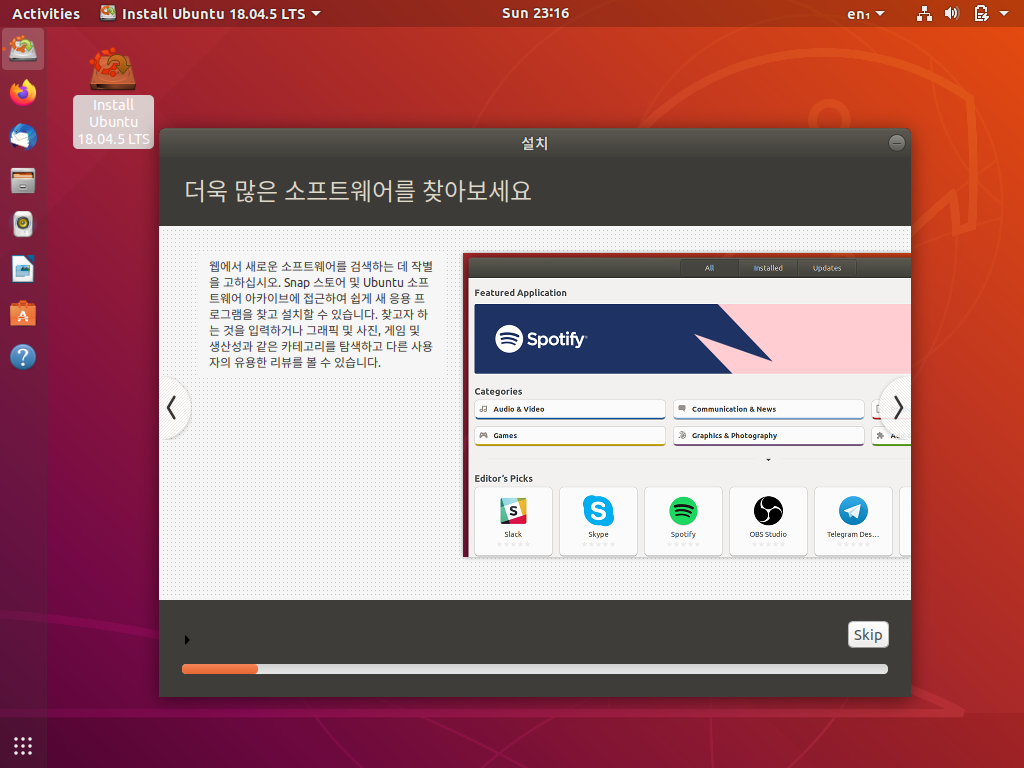 Activities
Install Ubuntu 18.04.5 LTS
Sun 23:16
en₁
Install
Ubuntu
18.04.5 LTS
설치
더욱 많은 소프트웨어를 찾아보세요
웹에서 새로운 소프트웨어를 검색하는 데 작별
을 고하십시오. Snap 스토어 및 Ubuntu 소프
트웨어 아카이브에 접근하여 쉽게 새 응용 프
로그램을 찾고 설치할 수 있습니다. 찾고자 하
는 것을 입력하거나 그래픽 및 사진, 게임 및
생산성과 같은 카테고리를 탐색하고 다른 사용
자의 유용한 리뷰를 볼 수 있습니다.
All
Installed
Updates
Featured Application
Spotify
Categories
Audio & Video
Communication & News
Games
Graphics & Photography
Editor's Picks
Slack
Skype
Spotify
OBS Studio
Telegram Des...
Skip